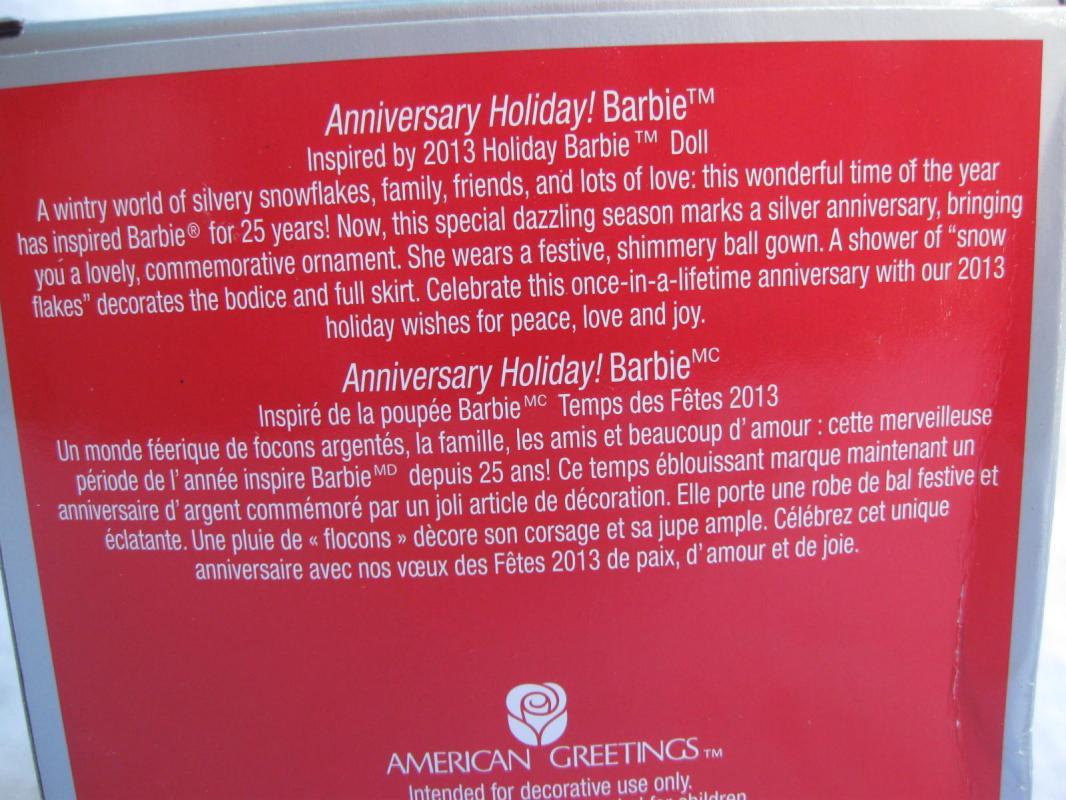 Anniversary Holiday! Barbie™
Inspired by 2013 Holiday Barbie™ Doll
A wintry world of silvery snowflakes, family, friends, and lots of love: this wonderful time of the year
has inspired Barbie® for 25 years! Now, this special dazzling season marks a silver anniversary, bringing
you a lovely, commemorative ornament. She wears a festive, shimmery ball gown. A shower of “snow
flakes” decorates the bodice and full skirt. Celebrate this once-in-a-lifetime anniversary with our 2013
holiday wishes for peace, love and joy.
Anniversary Holiday! Barbie MC
Inspiré de la poupée Barbie MC Temps des Fêtes 2013
Un monde féerique de focons argentés, la famille, les amis et beaucoup d’ amour : cette merveilleuse
période de l’ année inspire Barbie MD depuis 25 ans! Ce temps éblouissant marque maintenant un
anniversaire d’ argent commémoré par un joli article de décoration. Elle porte une robe de bal festive et
éclatante. Une pluie de « flocons » dècore son corsage et sa jupe ample. Célébrez cet unique
anniversaire avec nos vœux des Fêtes 2013 de paix, d’ amour et de joie.
AMERICAN GREETINGS™
Intended for decorative use only.
for children